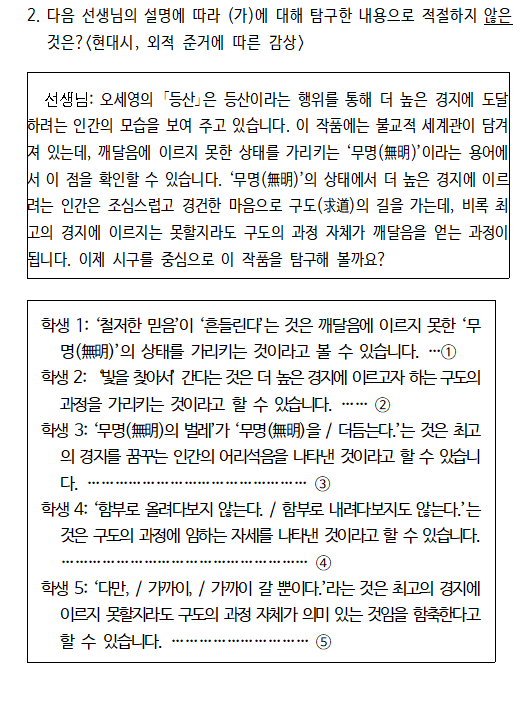 2. 다음 선생님의 설명에 따라 (가)에 대해 탐구한 내용으로 적절하지 않은
것은?<현대시, 외적 준거에 따른 감상>
선생님: 오세영의 「등산」은 등산이라는 행위를 통해 더 높은 경지에 도달
하려는 인간의 모습을 보여 주고 있습니다. 이 작품에는 불교적 세계관이 담겨
져 있는데, 깨달음에 이르지 못한 상태를 가리키는 ‘무명(無明)’이라는 용어에
서 이 점을 확인할 수 있습니다. ‘무명(無明)’의 상태에서 더 높은 경지에 이르
려는 인간은 조심스럽고 경건한 마음으로 구도(求道)의 길을 가는데, 비록 최
고의 경지에 이르지는 못할지라도 구도의 과정 자체가 깨달음을 얻는 과정이
됩니다. 이제 시구를 중심으로 이 작품을 탐구해 볼까요?
학생 1: ‘철저한 믿음’이 ‘흔들린다’는 것은 깨달음에 이르지 못한 ‘무
명(無明)’의 상태를 가리키는 것이라고 볼 수 있습니다. …①
학생 2: ‘빛을 찾아서’ 간다는 것은 더 높은 경지에 이르고자 하는 구도의
과정을 가리키는 것이라고 할 수 있습니다. …… ②
학생 3: ‘무명(無明)의 벌레’가 ‘무명(無明)을 / 더듬는다.’는 것은 최고
의 경지를 꿈꾸는 인간의 어리석음을 나타낸 것이라고 할 수 있습니
다. ………………………………………… ③
학생 4: ‘함부로 올려다보지 않는다. / 함부로 내려다보지도 않는다.’는
것은 구도의 과정에 임하는 자세를 나타낸 것이라고 할 수 있습니다.
……………………………………………… ④
학생 5: ‘다만, / 가까이, / 가까이 갈 뿐이다.’라는 것은 최고의 경지에
이르지 못할지라도 구도의 과정 자체가 의미 있는 것임을 함축한다고
할 수 있습니다. ………………………… ⑤